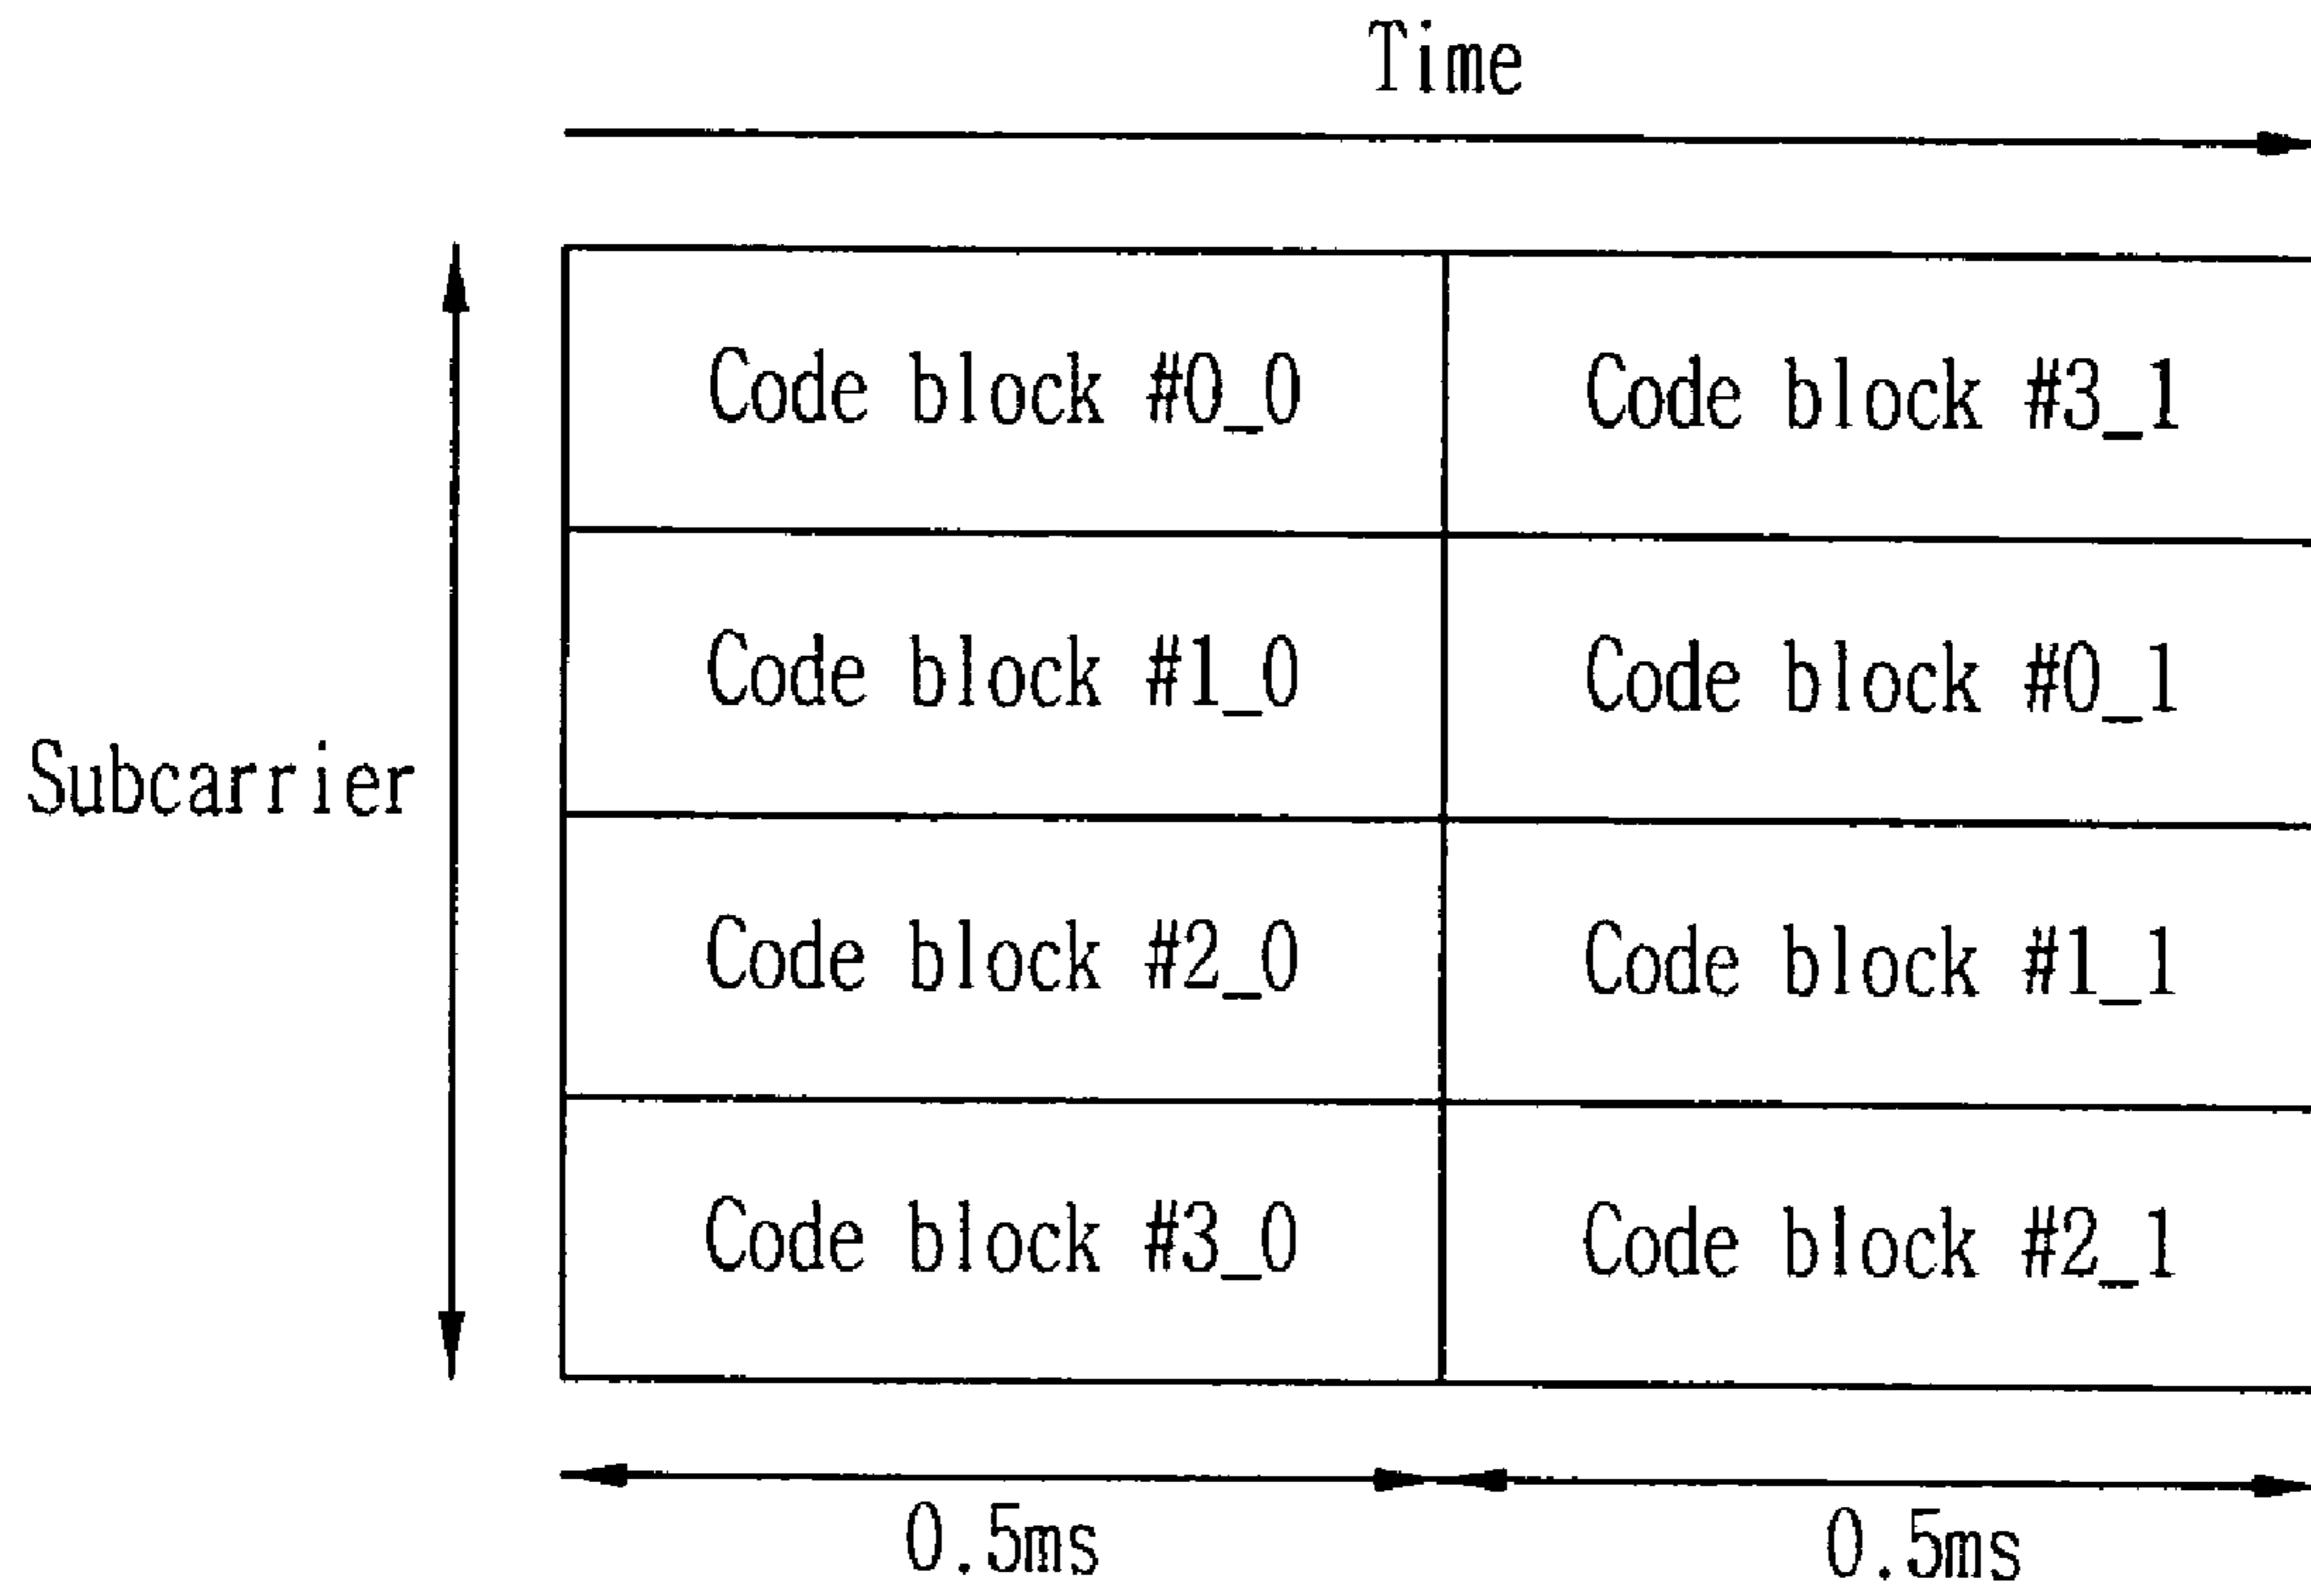 Time
Code block #0_0
Code block #3_1
Code block #1_0
Code block #0_1
Subcarrier
Code block #2_0
Code block #1_1
Code block #3_0
Code block #2_1
0.5ms
0.5ms